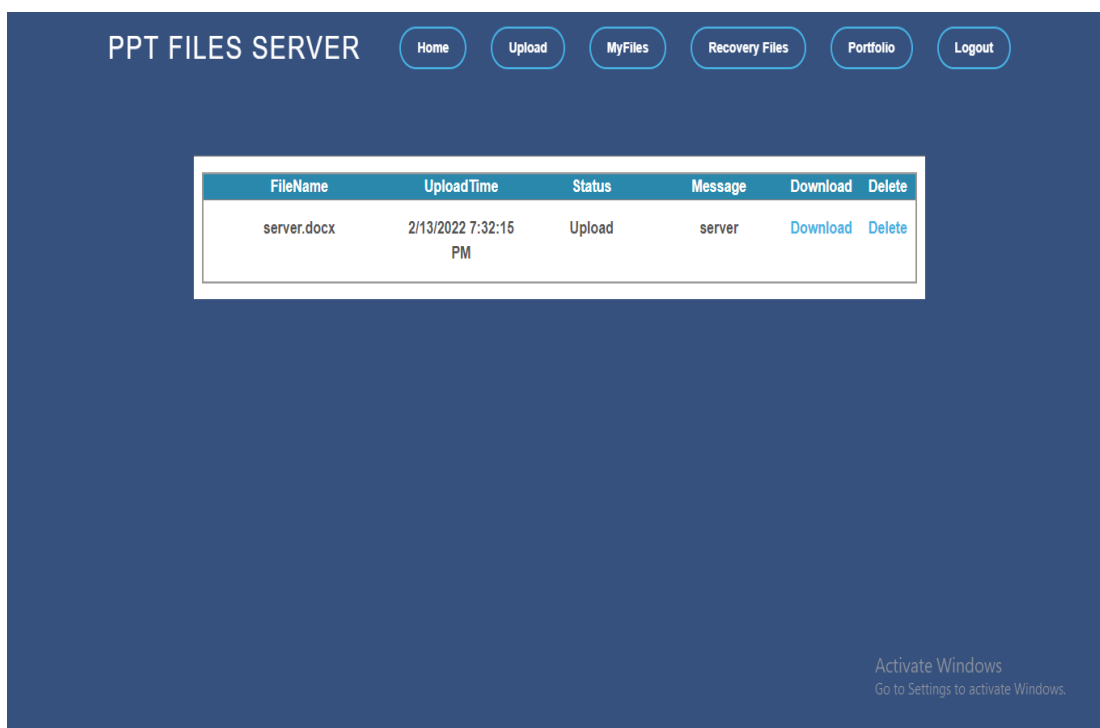 PPT FILES SERVER Home Upload MyFiles Recovery Files Portfolio Logout
FileName UploadTime Status Message Download Delete
server.docx 2/13/2022 7:32:15 Upload server Download Delete
PM
Activate Windows
Go to Settings to activate Windows.